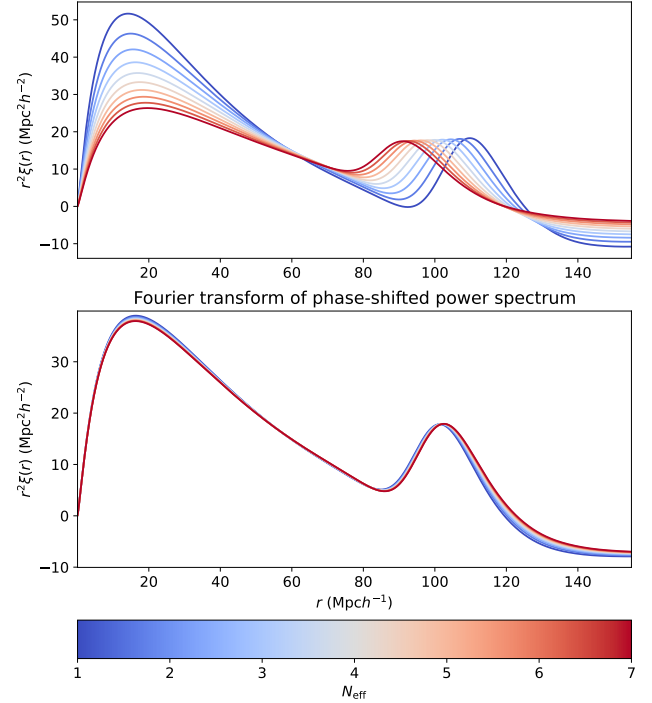 r²ξ(r) (Mpc²h⁻²)
50
40
30
20
10
0
−10
20 40 60 80 100 120 140
Fourier transform of phase-shifted power spectrum
r²ξ(r) (Mpc²h⁻²)
30
20
10
0
−10
20 40 60 80 100 120 140
r (Mpch⁻¹)
1 2 3 4 5 6 7
N_eff